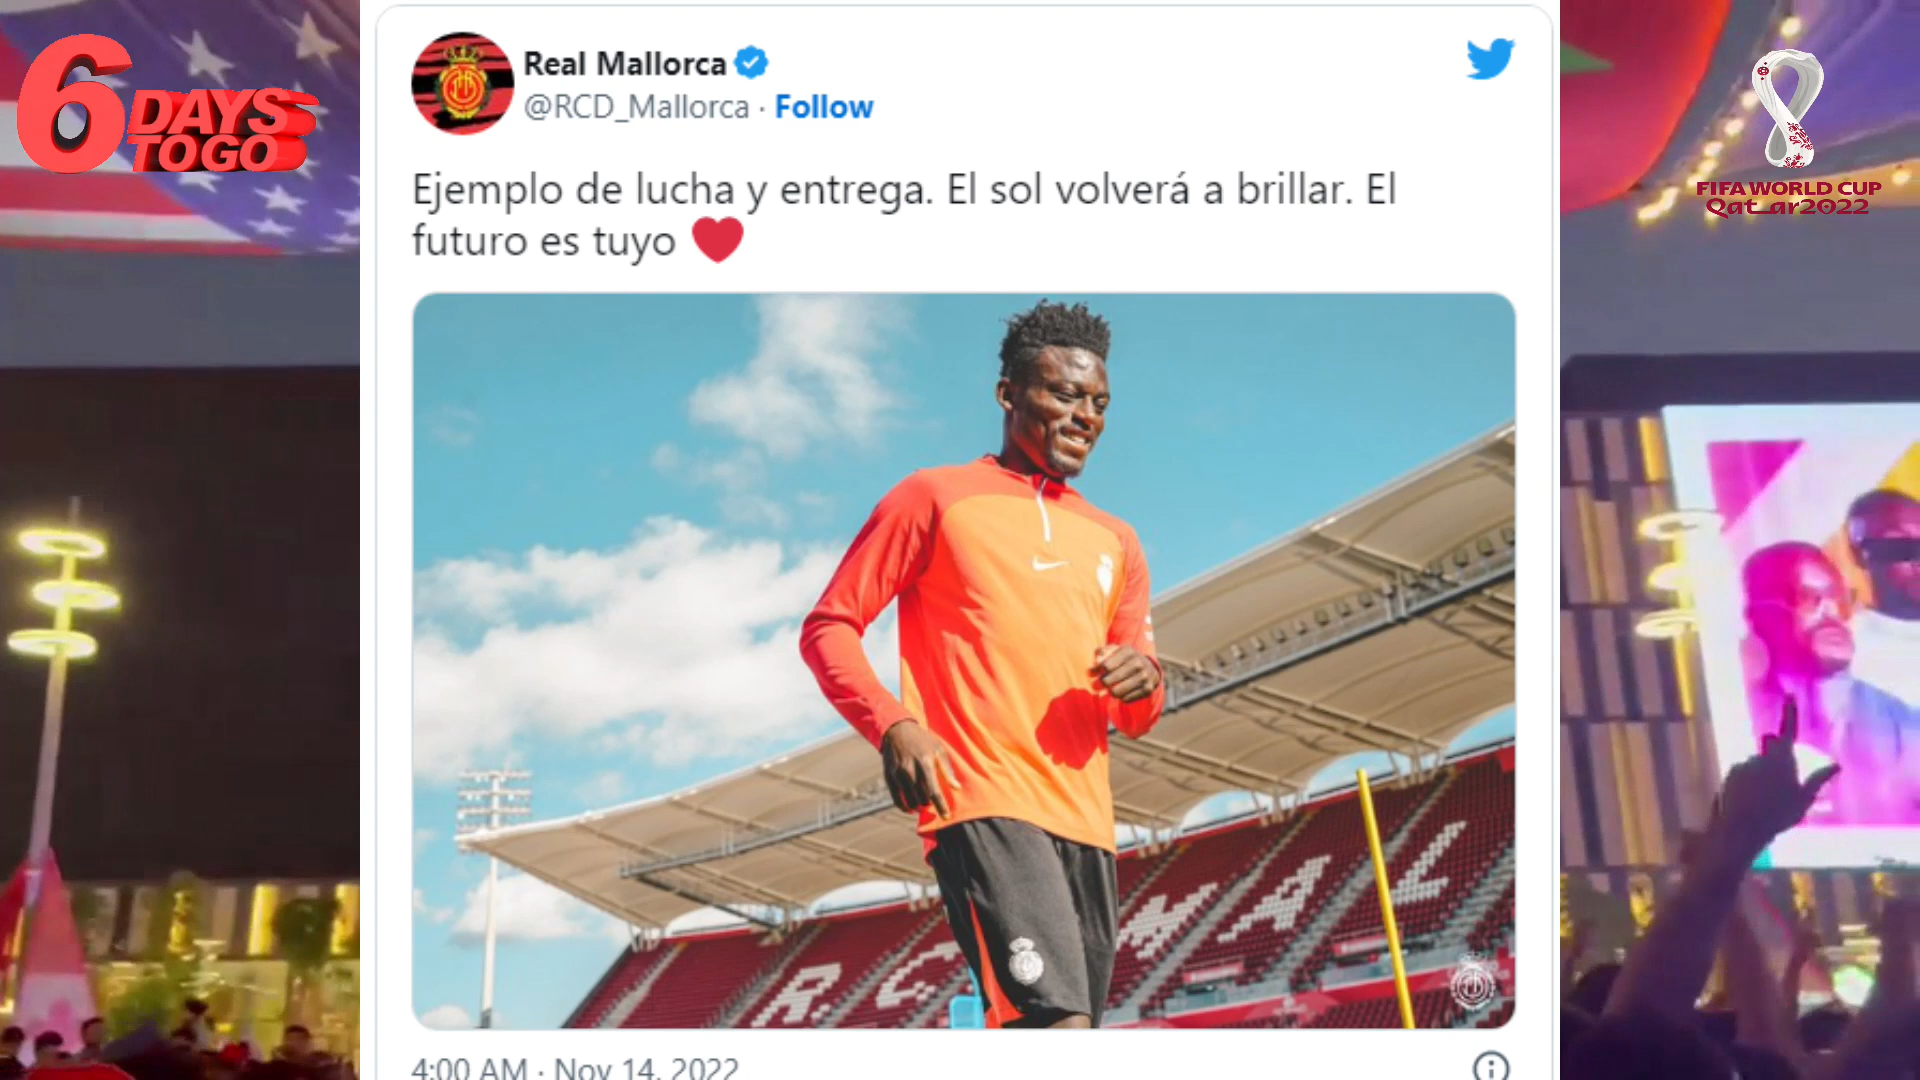 6 DAYS
TO GO
Real Mallorca
@RCD_Mallorca · Follow
Ejemplo de lucha y entrega. El sol volverá a brillar. El
futuro es tuyo ❤
FIFA WORLD CUP
Qatar2022
R.C. MAL
4:00 AM · Nov 14, 2022